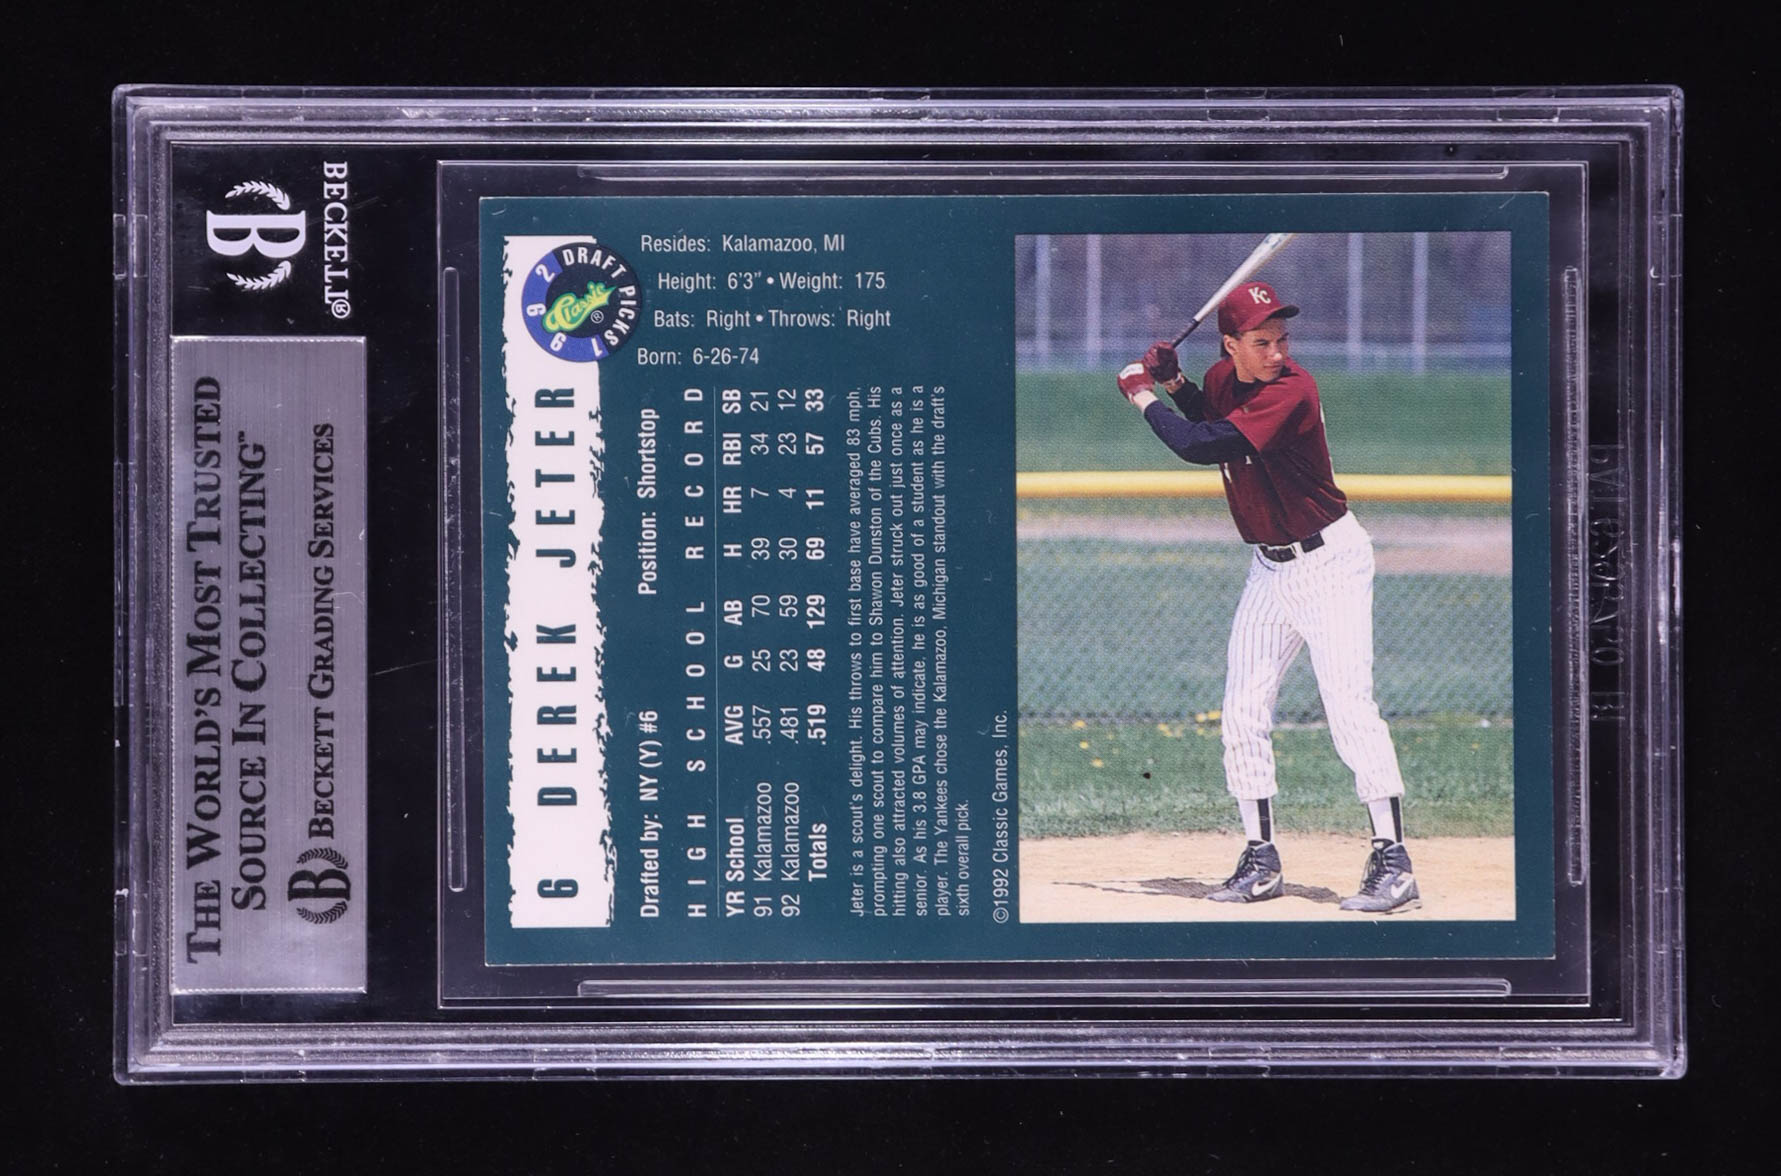 BECKETT®
B
THE WORLD'S MOST TRUSTED
SOURCE IN COLLECTING™
B BECKETT GRADING SERVICES
6 DEREK JETER
1992 DRAFT PICKS
Classic®
Resides: Kalamazoo, MI
Height: 6'3" • Weight: 175
Bats: Right • Throws: Right
Born: 6-26-74
Drafted by: NY (Y) #6 Position: Shortstop
HIGH SCHOOL RECORD
YR School AVG G AB H HR RBI SB
91 Kalamazoo .557 25 70 39 7 34 21
92 Kalamazoo .481 23 59 30 4 23 12
Totals .519 48 129 69 11 57 33
Jeter is a scout's delight. His throws to first base have averaged 83 mph,
prompting one scout to compare him to Shawon Dunston of the Cubs. His
hitting also attracted volumes of attention. Jeter struck out just once as a
senior. As his 3.8 GPA may indicate, he is as good of a student as he is a
player. The Yankees chose the Kalamazoo, Michigan standout with the draft's
sixth overall pick.
©1992 Classic Games, Inc.
KC